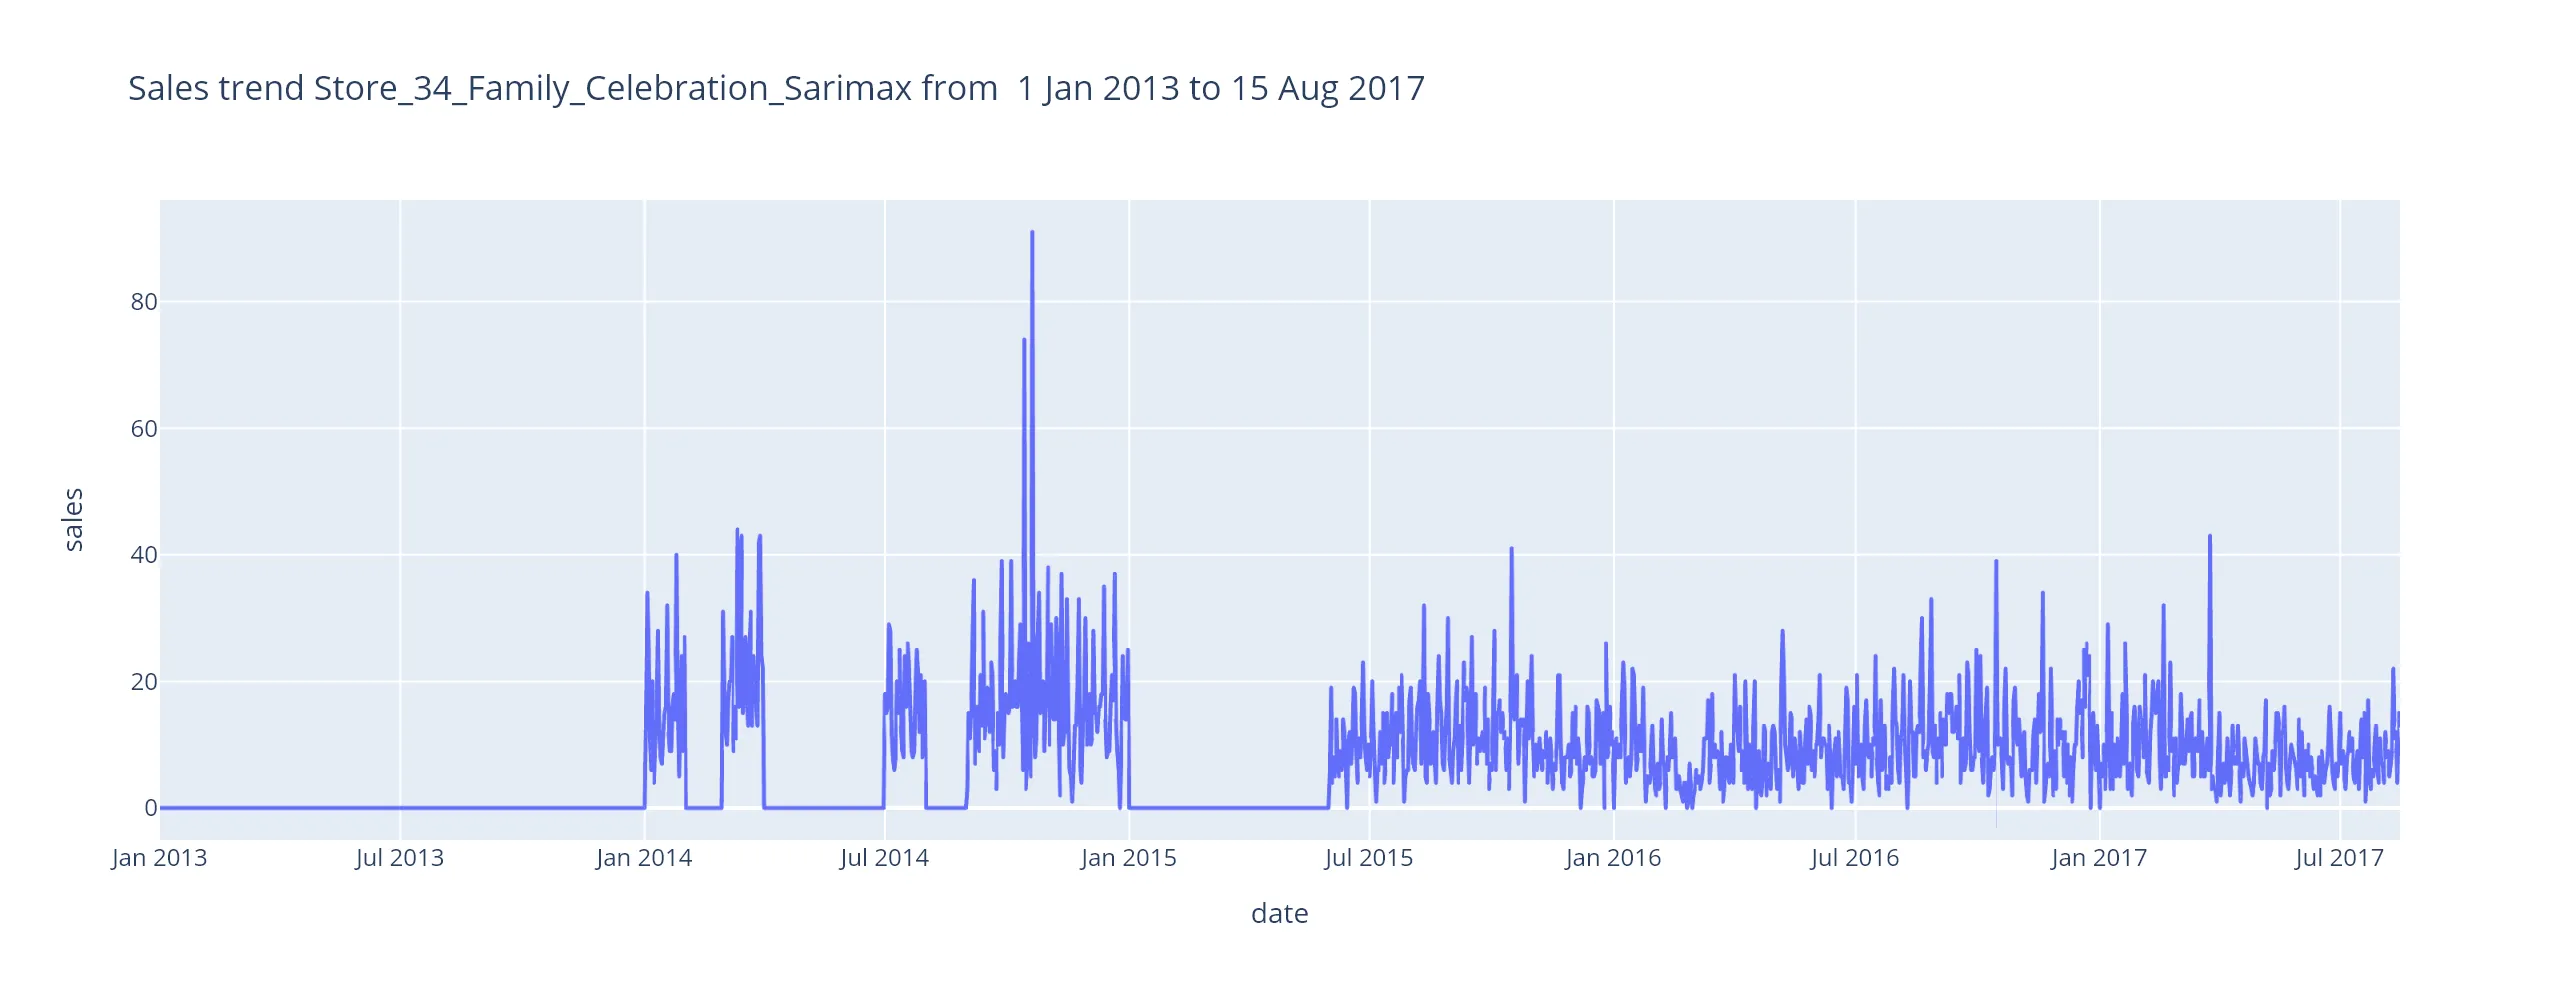 Sales trend Store_34_Family_Celebration_Sarimax from  1 Jan 2013 to 15 Aug 2017
80
60
sales
40
20
0
Jan 2013 Jul 2013 Jan 2014 Jul 2014 Jan 2015 Jul 2015 Jan 2016 Jul 2016 Jan 2017 Jul 2017
date